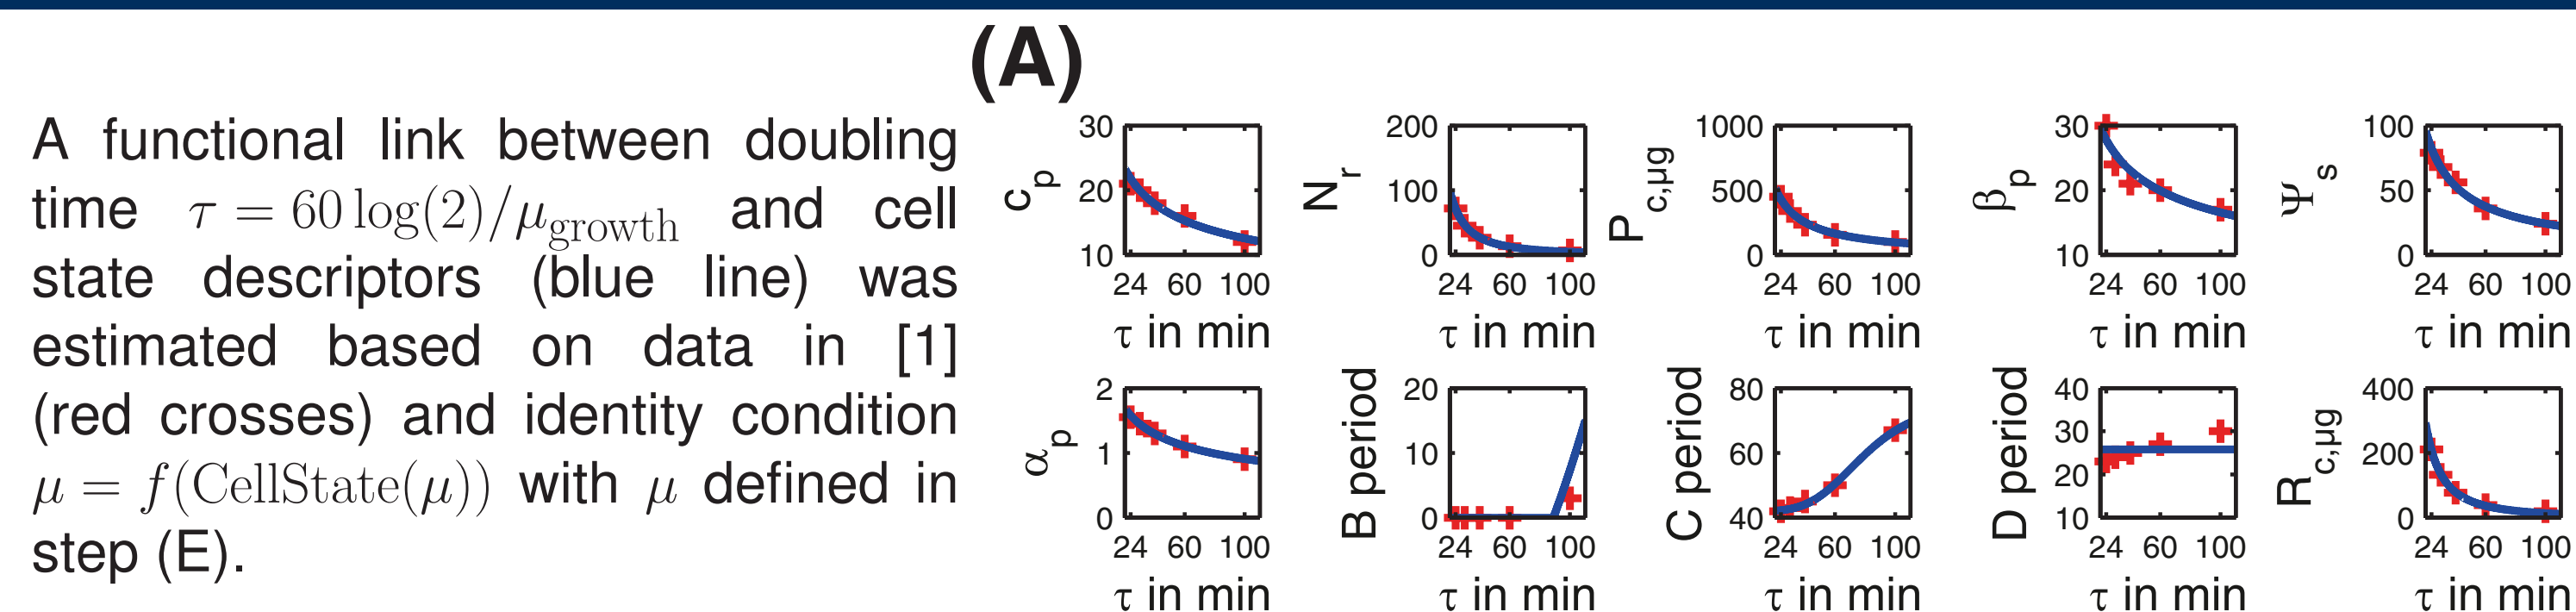 (A)
A functional link between doubling
time τ = 60 log(2)/μgrowth and cell
state descriptors (blue line) was
estimated based on data in [1]
(red crosses) and identity condition
μ = f(CellState(μ)) with μ defined in
step (E).
cp
30
20
10
24 60 100
τ in min
Nr
200
100
0
24 60 100
τ in min
Pc,μg
1000
500
0
24 60 100
τ in min
βp
30
20
10
24 60 100
τ in min
Ψs
100
50
0
24 60 100
τ in min
αp
2
1
0
24 60 100
τ in min
B period
20
10
0
24 60 100
τ in min
C period
80
60
40
24 60 100
τ in min
D period
40
30
20
10
24 60 100
τ in min
Rc,μg
400
200
0
24 60 100
τ in min